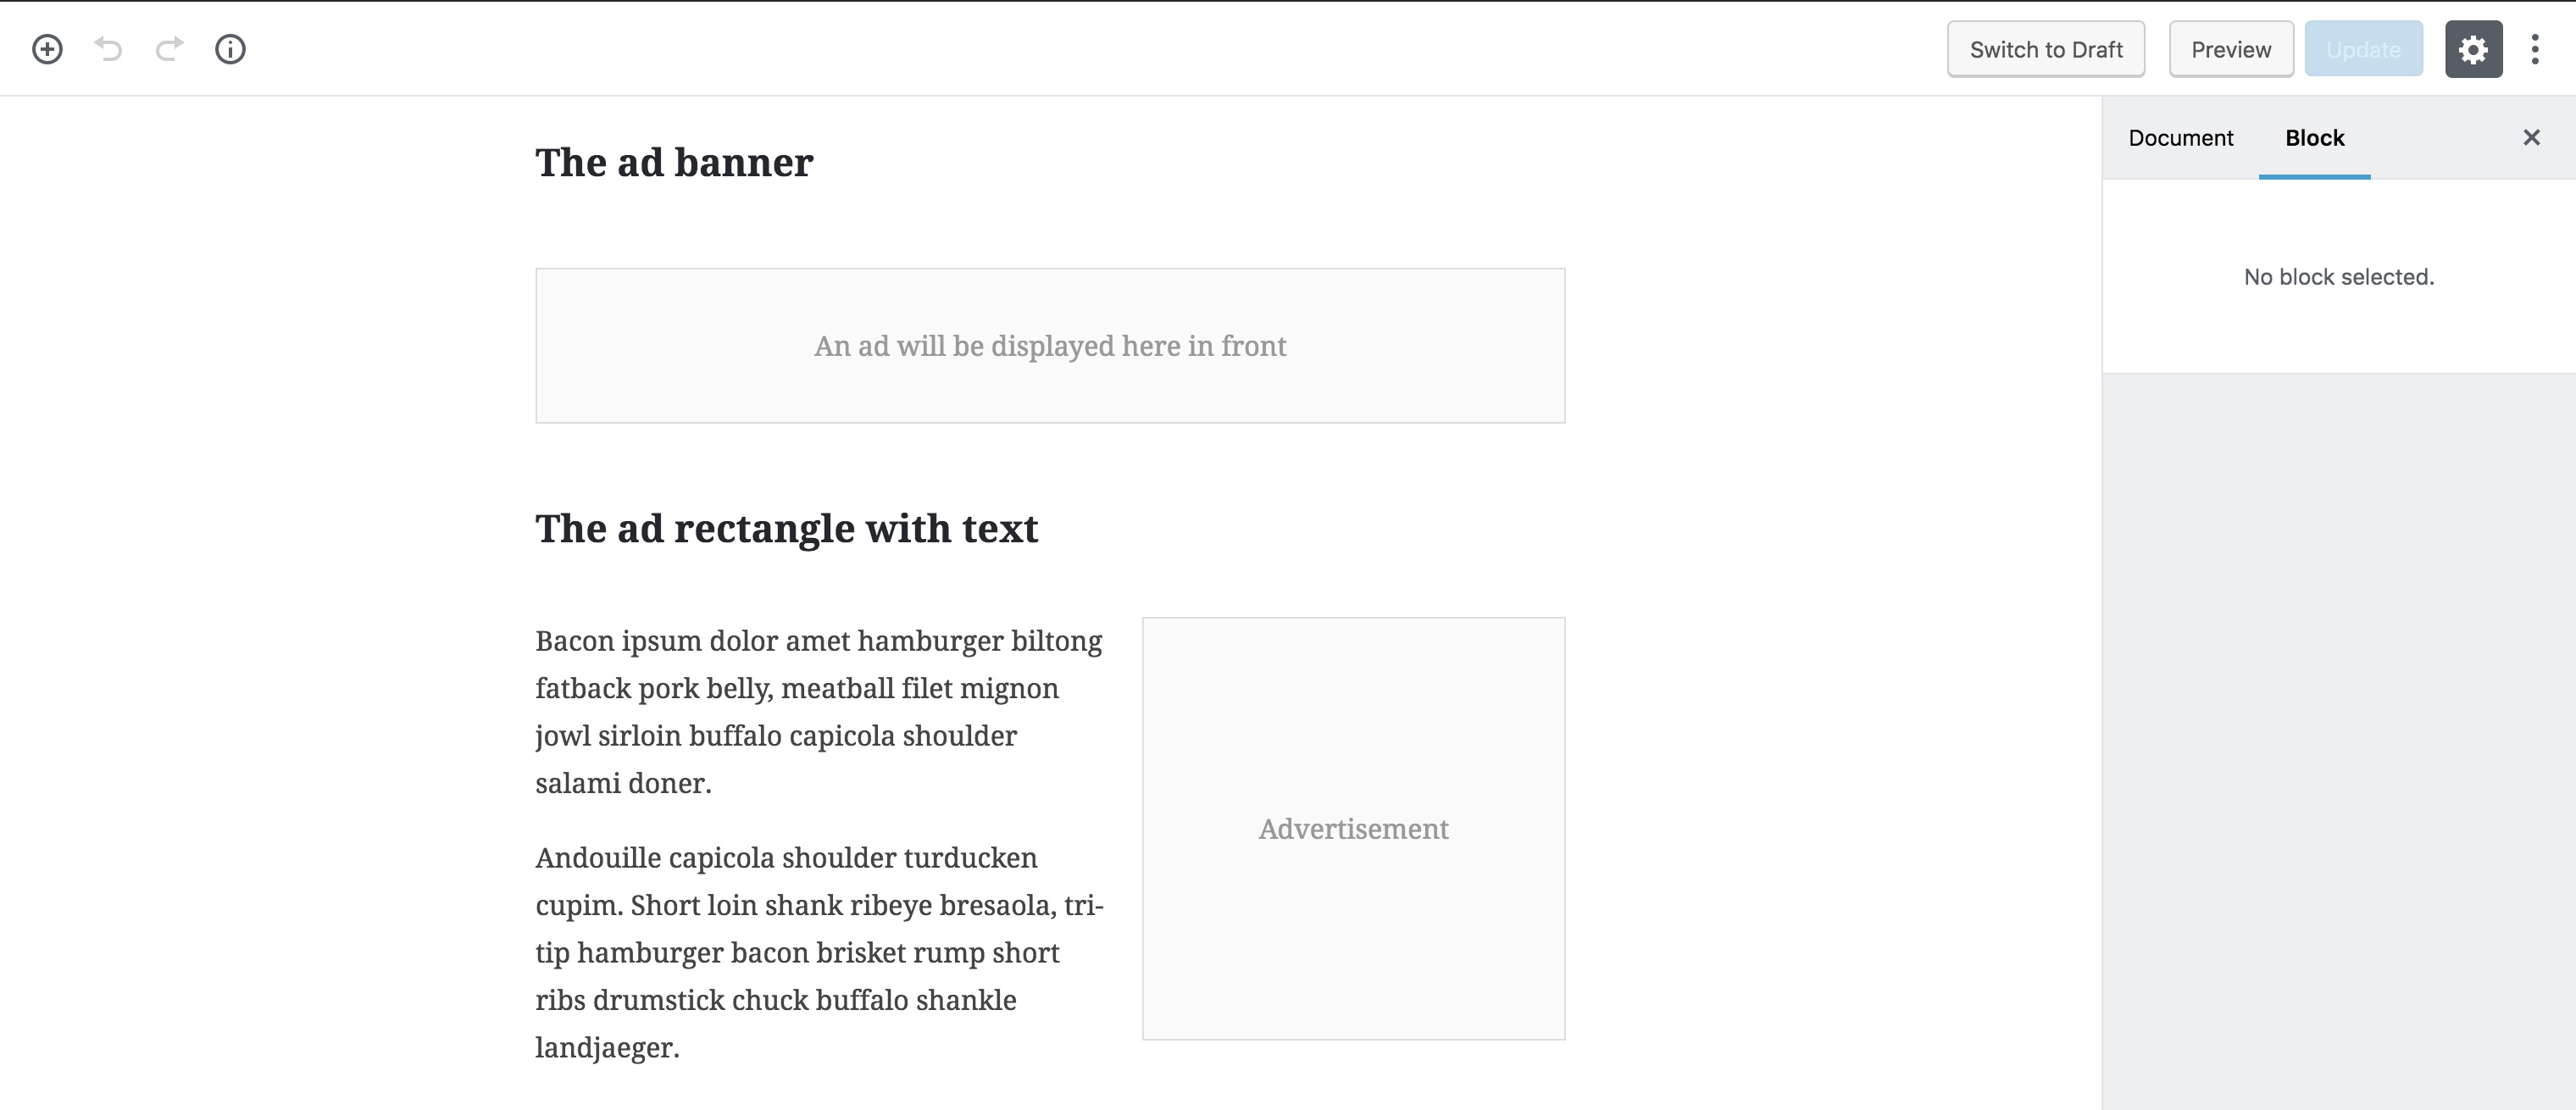 Switch to Draft
Preview
Update
Document
Block
No block selected.
The ad banner
An ad will be displayed here in front
The ad rectangle with text
Bacon ipsum dolor amet hamburger biltong
fatback pork belly, meatball filet mignon
jowl sirloin buffalo capicola shoulder
salami doner.
Andouille capicola shoulder turducken
cupim. Short loin shank ribeye bresaola, tri-
tip hamburger bacon brisket rump short
ribs drumstick chuck buffalo shankle
landjaeger.
Advertisement